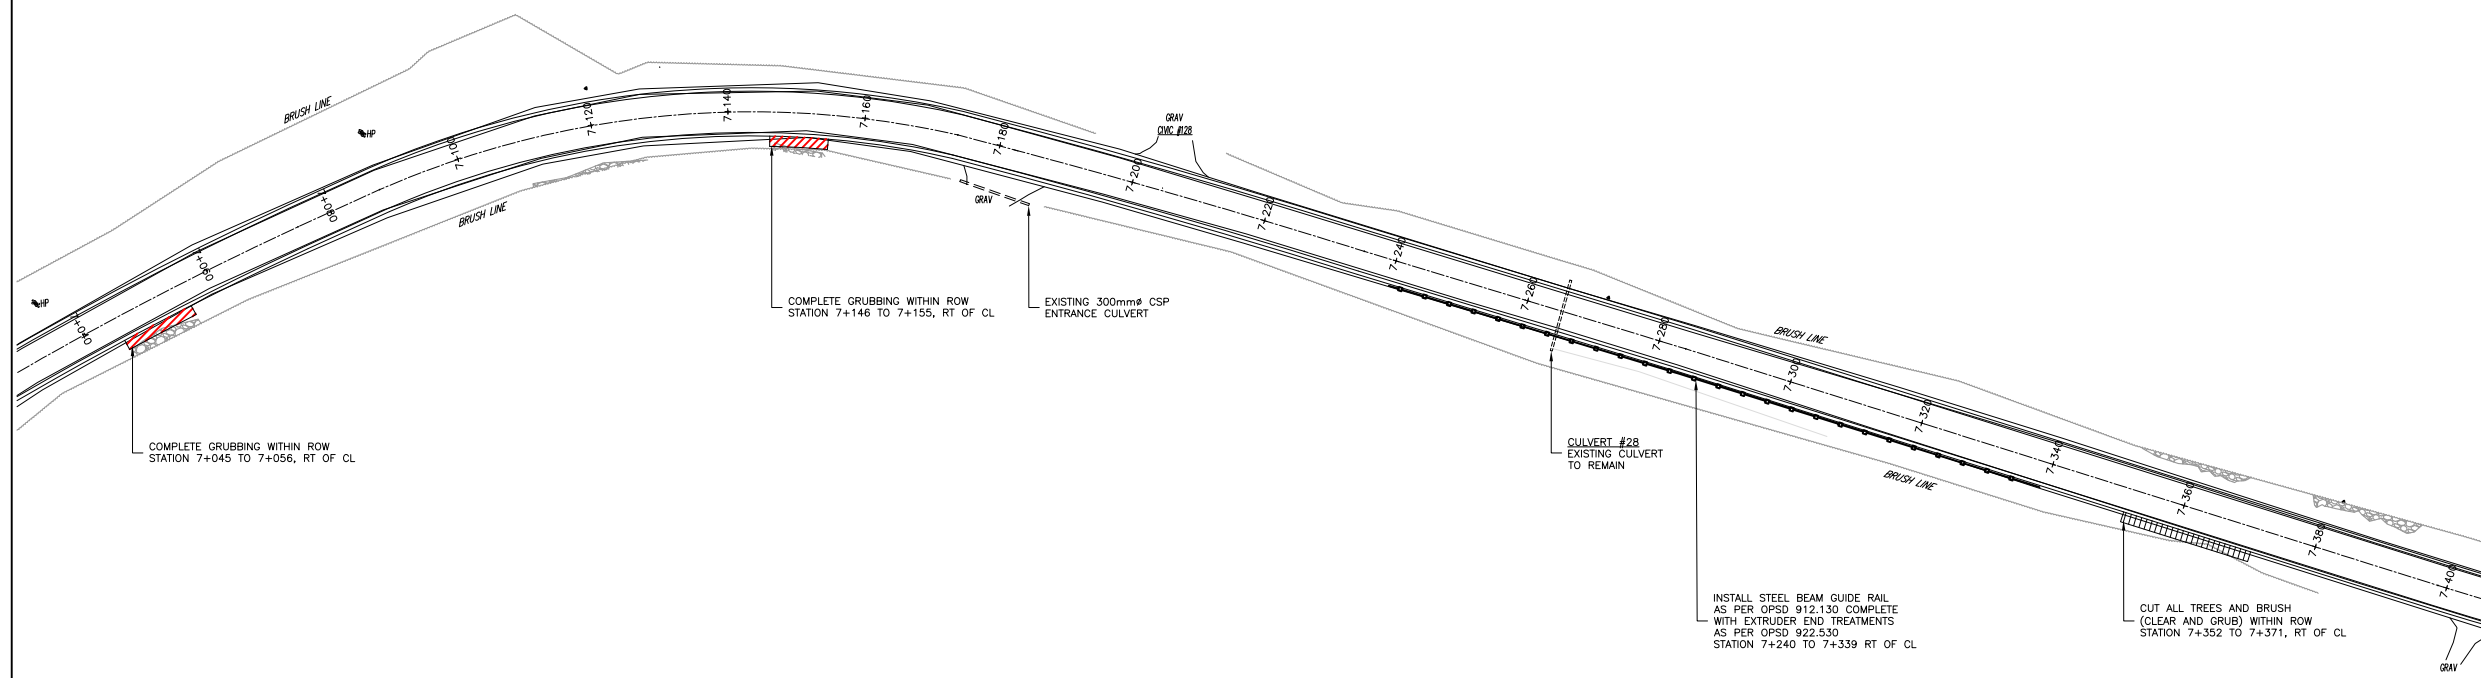 BRUSH LINE
HP
HP
7+040
7+060
7+080
7+100
7+120
7+140
7+160
7+180
7+200
7+220
7+240
7+260
7+280
7+300
7+320
7+340
7+360
7+380
7+400
GRAV
CIVIC #128
BRUSH LINE
GRAV
BRUSH LINE
BRUSH LINE
COMPLETE GRUBBING WITHIN ROW
STATION 7+045 TO 7+056, RT OF CL
COMPLETE GRUBBING WITHIN ROW
STATION 7+146 TO 7+155, RT OF CL
EXISTING 300mmø CSP
ENTRANCE CULVERT
CULVERT #28
EXISTING CULVERT
TO REMAIN
INSTALL STEEL BEAM GUIDE RAIL
AS PER OPSD 912.130 COMPLETE
WITH EXTRUDER END TREATMENTS
AS PER OPSD 922.530
STATION 7+240 TO 7+339 RT OF CL
CUT ALL TREES AND BRUSH
(CLEAR AND GRUB) WITHIN ROW
STATION 7+352 TO 7+371, RT OF CL
GRAV